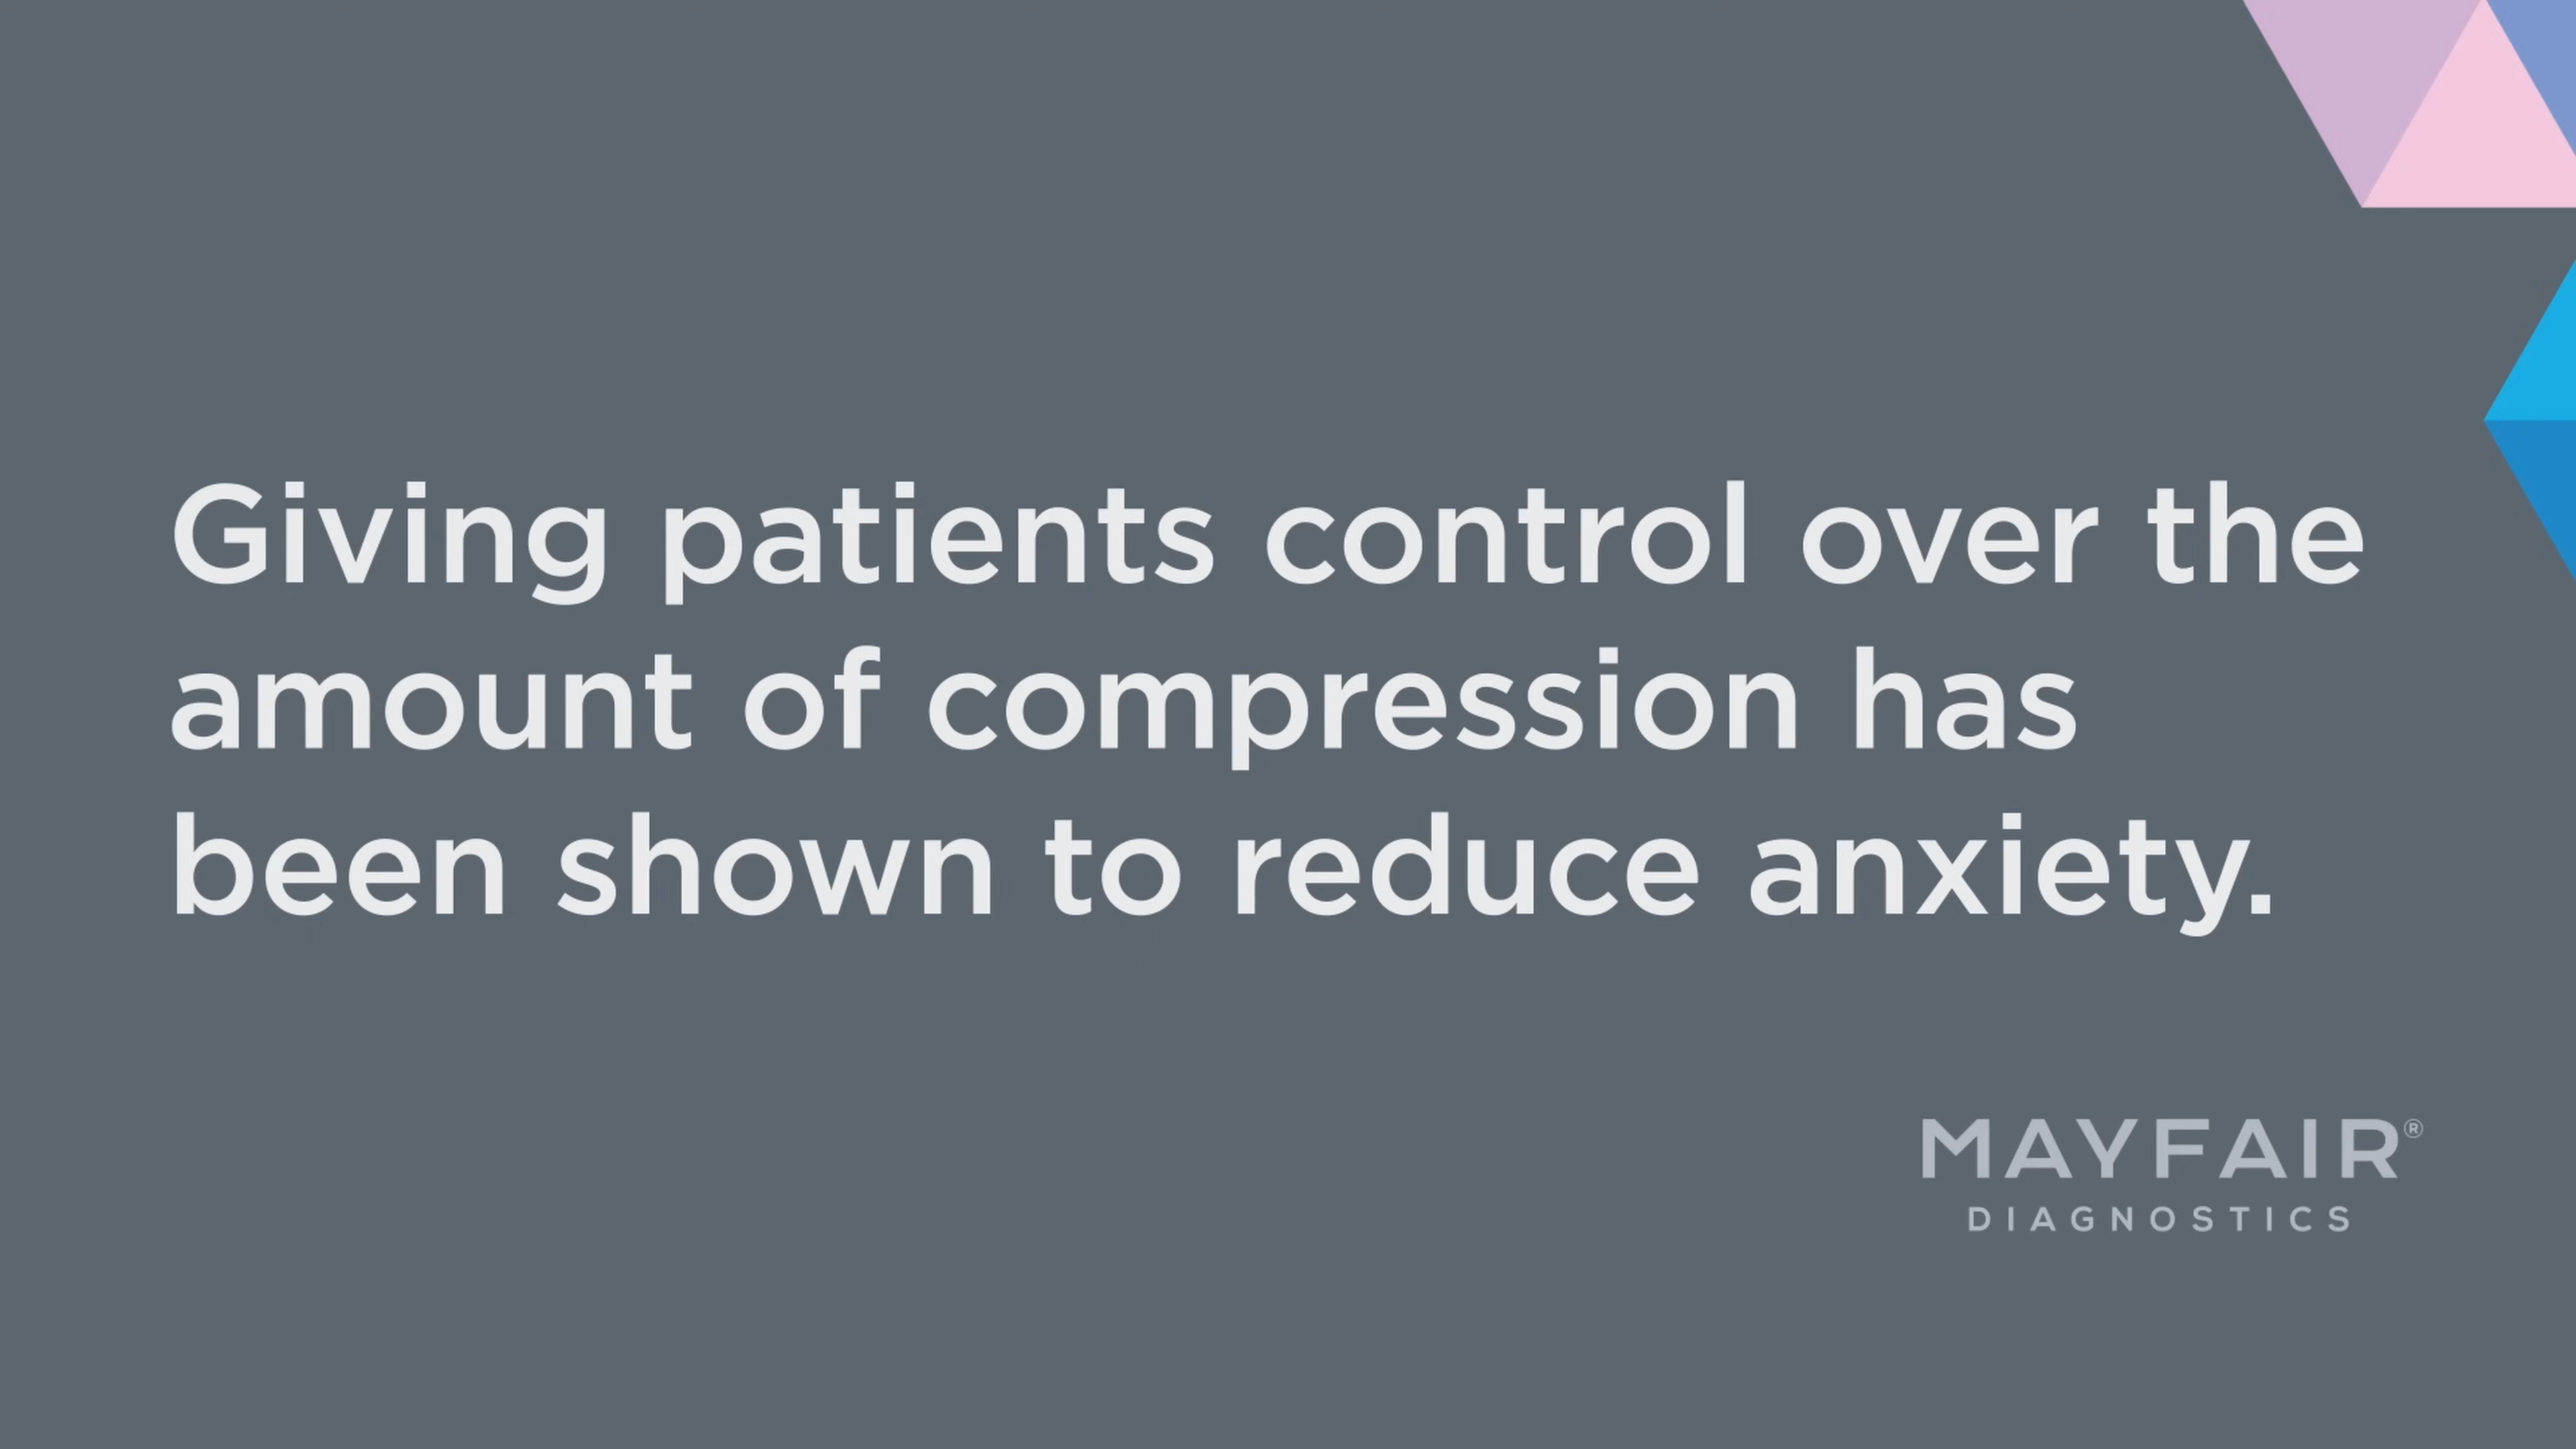 Giving patients control over the
amount of compression has
been shown to reduce anxiety.
MAYFAIR®
DIAGNOSTICS